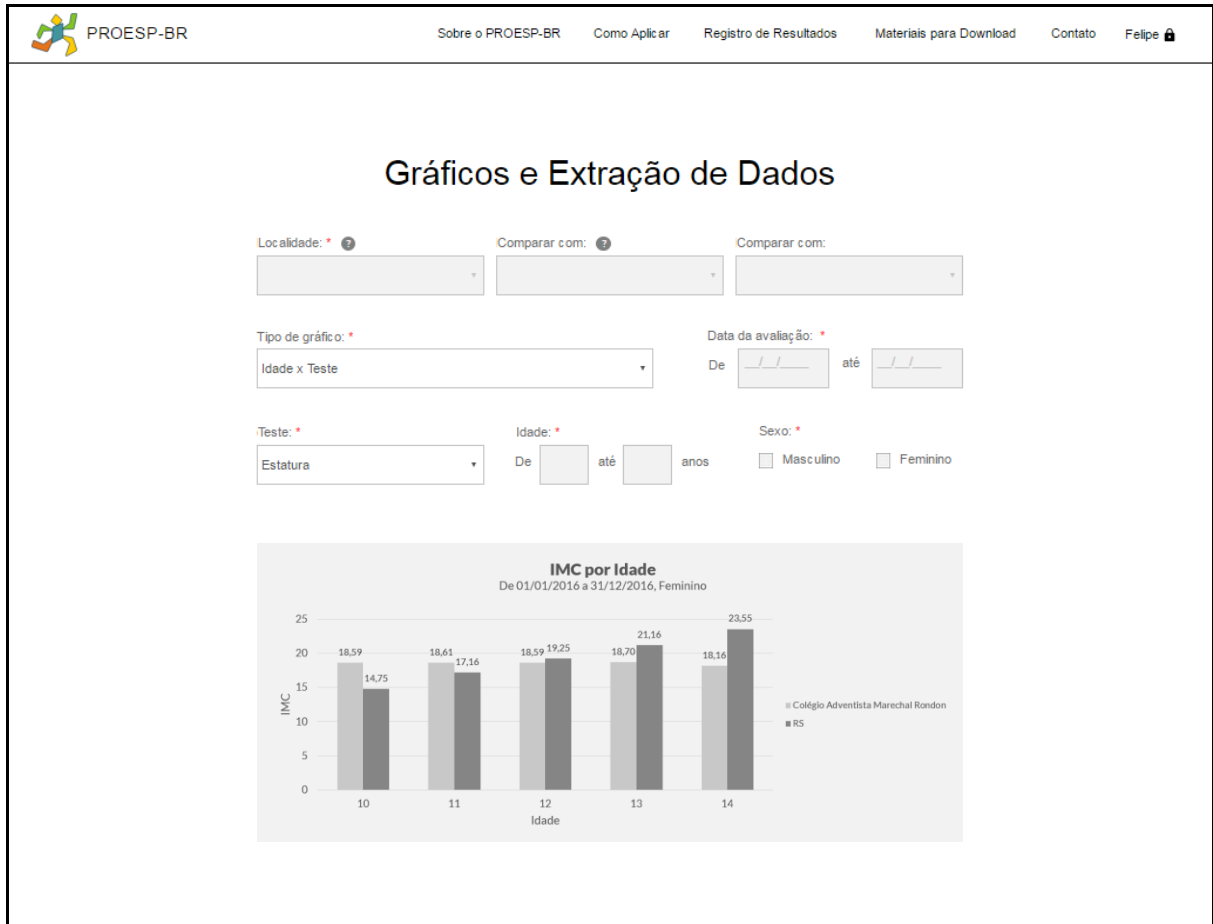 PROESP-BR
Sobre o PROESP-BR
Como Aplicar
Registro de Resultados
Materiais para Download
Contato
Felipe
Gráficos e Extração de Dados
Localidade: * ?
Comparar com: ?
Comparar com:
Tipo de gráfico: *
Idade x Teste
Data da avaliação: *
De __/__/____ até __/__/____
Teste: *
Estatura
Idade: *
De até anos
Sexo: *
Masculino
Feminino
IMC por Idade
De 01/01/2016 a 31/12/2016, Feminino
IMC
25
20
15
10
5
0
18,59
14,75
18,61
17,16
18,59
19,25
18,70
21,16
18,16
23,55
10
11
12
13
14
Idade
Colégio Adventista Marechal Rondon
RS